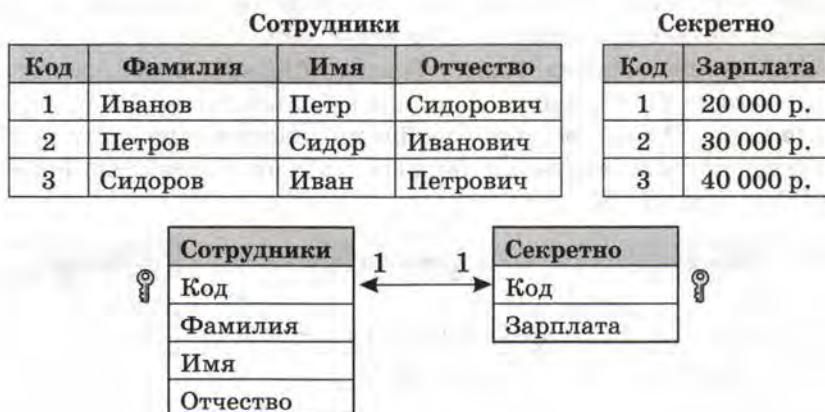 Сотрудники Секретно
Код Фамилия Имя Отчество Код Зарплата
1 Иванов Петр Сидорович 1 20 000 р.
2 Петров Сидор Иванович 2 30 000 р.
3 Сидоров Иван Петрович 3 40 000 р.
Сотрудники 1 1 Секретно
Код Код
Фамилия Зарплата
Имя
Отчество